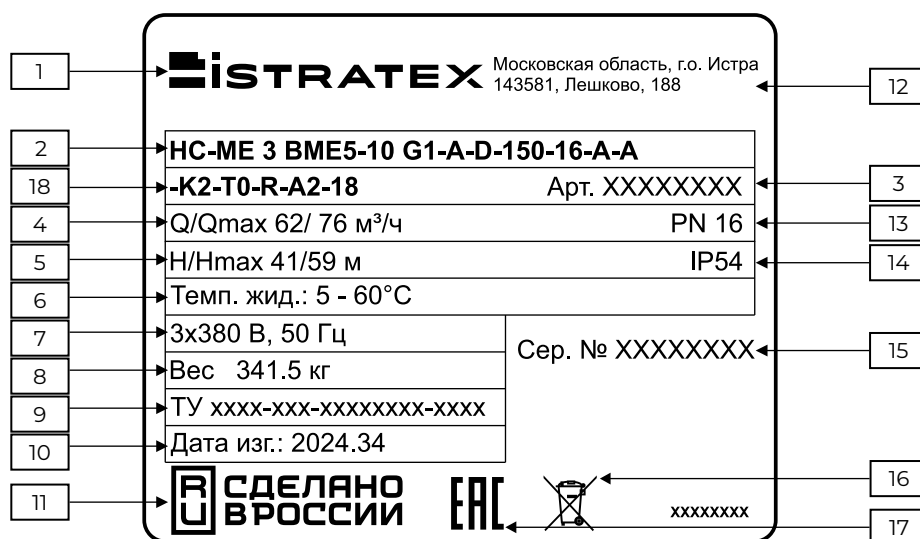 1
ISTRATEX
Московская область, г.о. Истра
143581, Лешково, 188
12
2
HC-ME 3 BME5-10 G1-A-D-150-16-A-A
18
-K2-T0-R-A2-18
Арт. XXXXXXXX
3
4
Q/Qmax 62/ 76 м³/ч
PN 16
13
5
H/Hmax 41/59 м
IP54
14
6
Темп. жид.: 5 - 60°C
7
3x380 В, 50 Гц
Сер. № XXXXXXXX
15
8
Вес 341.5 кг
9
ТУ xxxx-xxx-xxxxxxxx-xxxx
10
Дата изг.: 2024.34
11
RU
СДЕЛАНО
В РОССИИ
EAC
xxxxxxxx
16
17